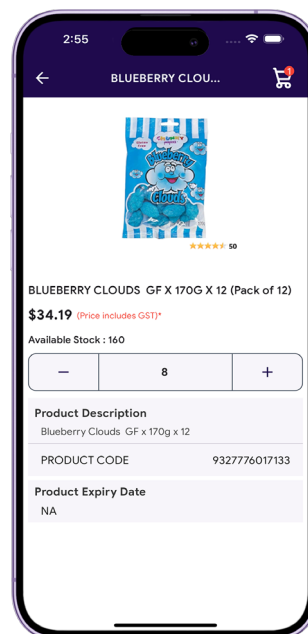 2:55
BLUEBERRY CLOU...
1
Blueberry
Clouds
50
BLUEBERRY CLOUDS GF X 170G X 12 (Pack of 12)
$34.19 (Price includes GST)*
Available Stock : 160
− 8 +
Product Description
Blueberry Clouds GF x 170g x 12
PRODUCT CODE 9327776017133
Product Expiry Date
NA